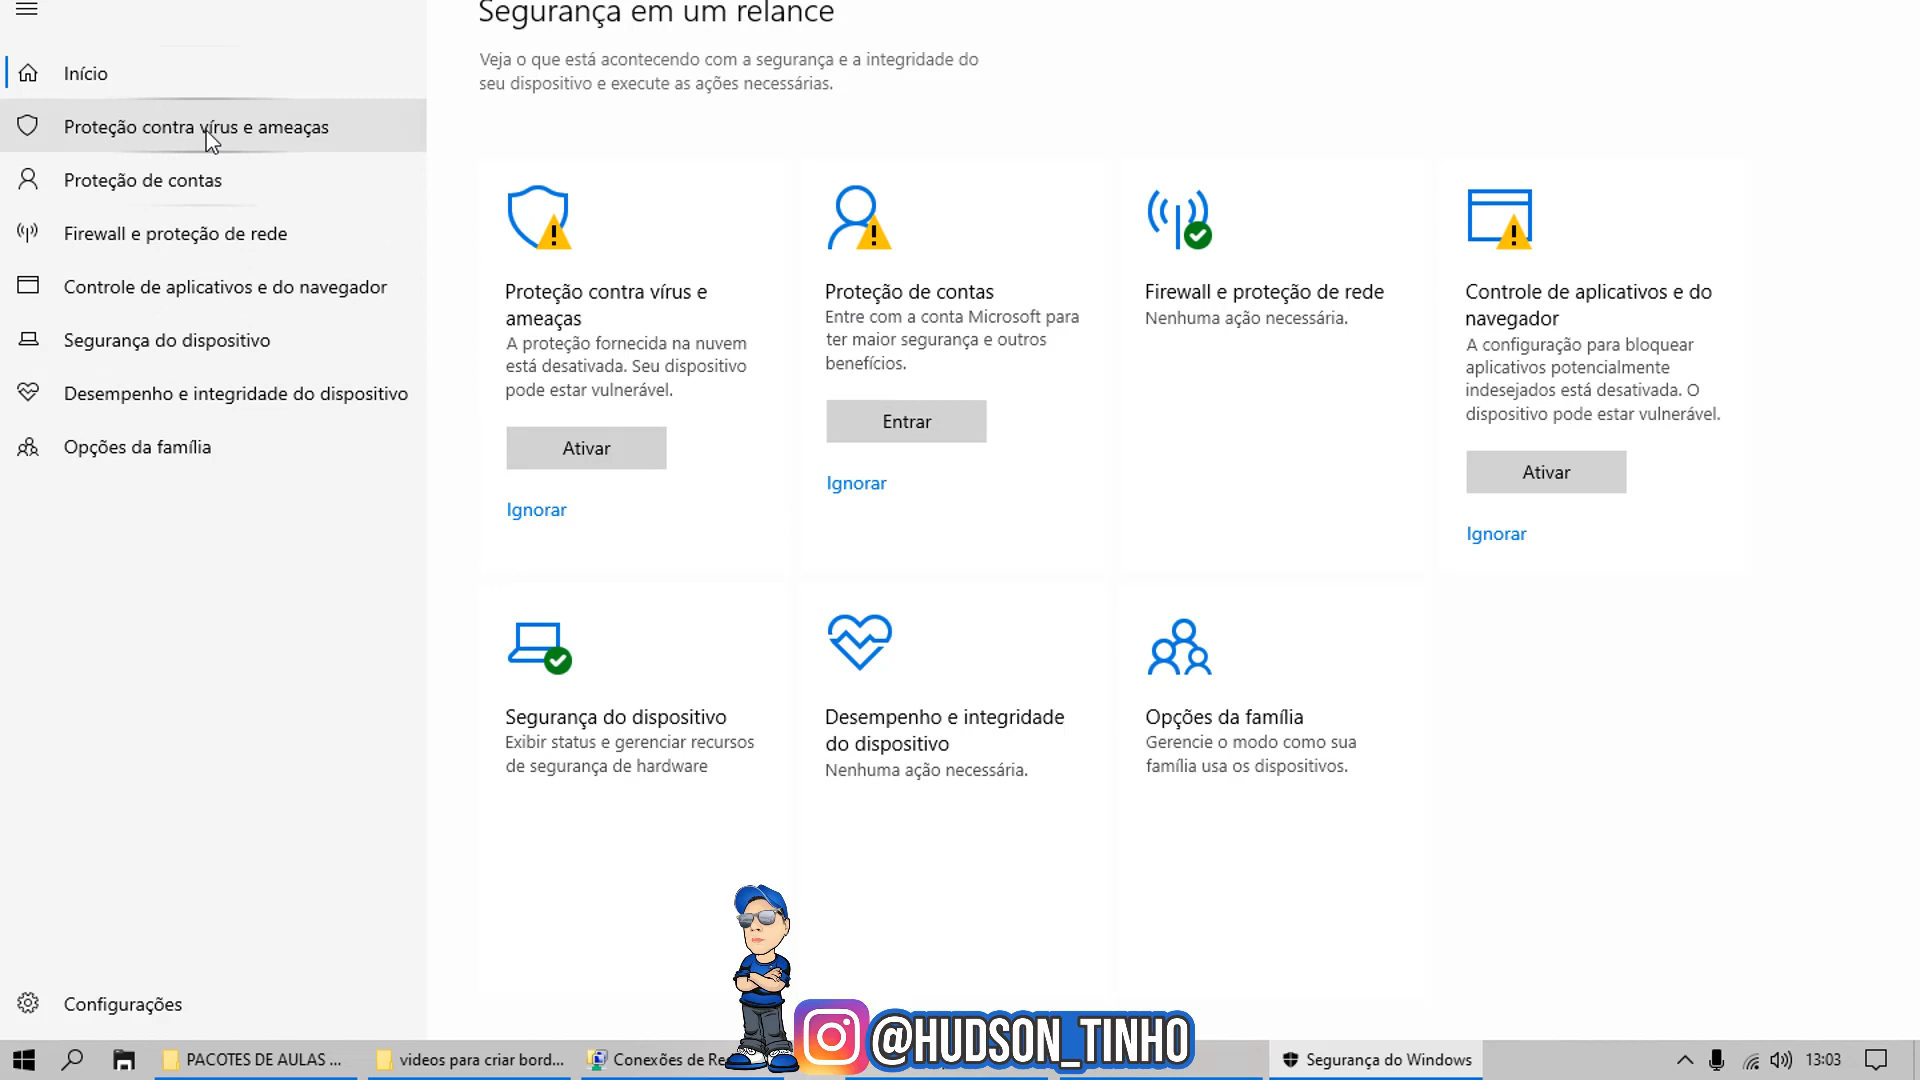 Segurança em um relance
Veja o que está acontecendo com a segurança e a integridade do
seu dispositivo e execute as ações necessárias.
Início
Proteção contra vírus e ameaças
Proteção de contas
Firewall e proteção de rede
Controle de aplicativos e do navegador
Segurança do dispositivo
Desempenho e integridade do dispositivo
Opções da família
Proteção contra vírus e
ameaças
A proteção fornecida na nuvem
está desativada. Seu dispositivo
pode estar vulnerável.
Ativar
Ignorar
Proteção de contas
Entre com a conta Microsoft para
ter maior segurança e outros
benefícios.
Entrar
Ignorar
Firewall e proteção de rede
Nenhuma ação necessária.
Controle de aplicativos e do
navegador
A configuração para bloquear
aplicativos potencialmente
indesejados está desativada. O
dispositivo pode estar vulnerável.
Ativar
Ignorar
Segurança do dispositivo
Exibir status e gerenciar recursos
de segurança de hardware
Desempenho e integridade
do dispositivo
Nenhuma ação necessária.
Opções da família
Gerencie o modo como sua
família usa os dispositivos.
Configurações
@HUDSON_TINHO
PACOTES DE AULAS ...
videos para criar bord...
Conexões de Re
Segurança do Windows
13:03